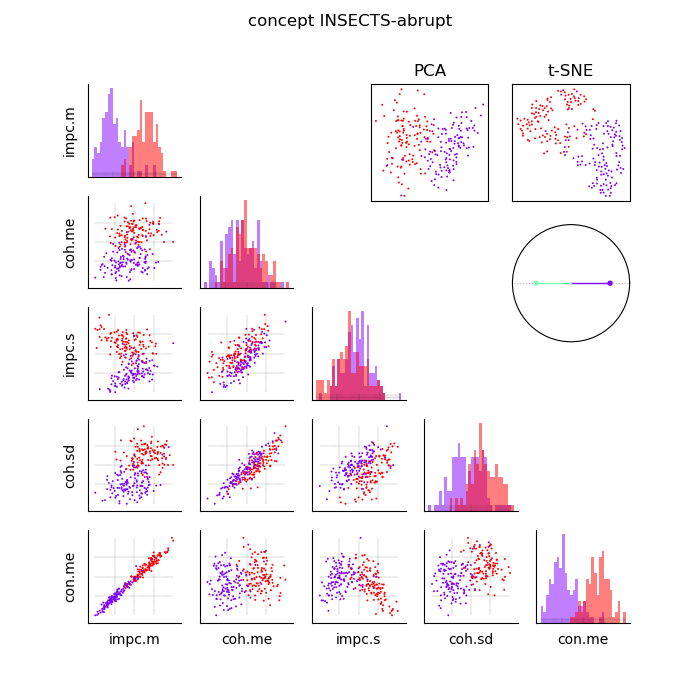 concept INSECTS-abrupt
PCA
t-SNE
impc.m
coh.me
impc.s
coh.sd
con.me
impc.m
coh.me
impc.s
coh.sd
con.me